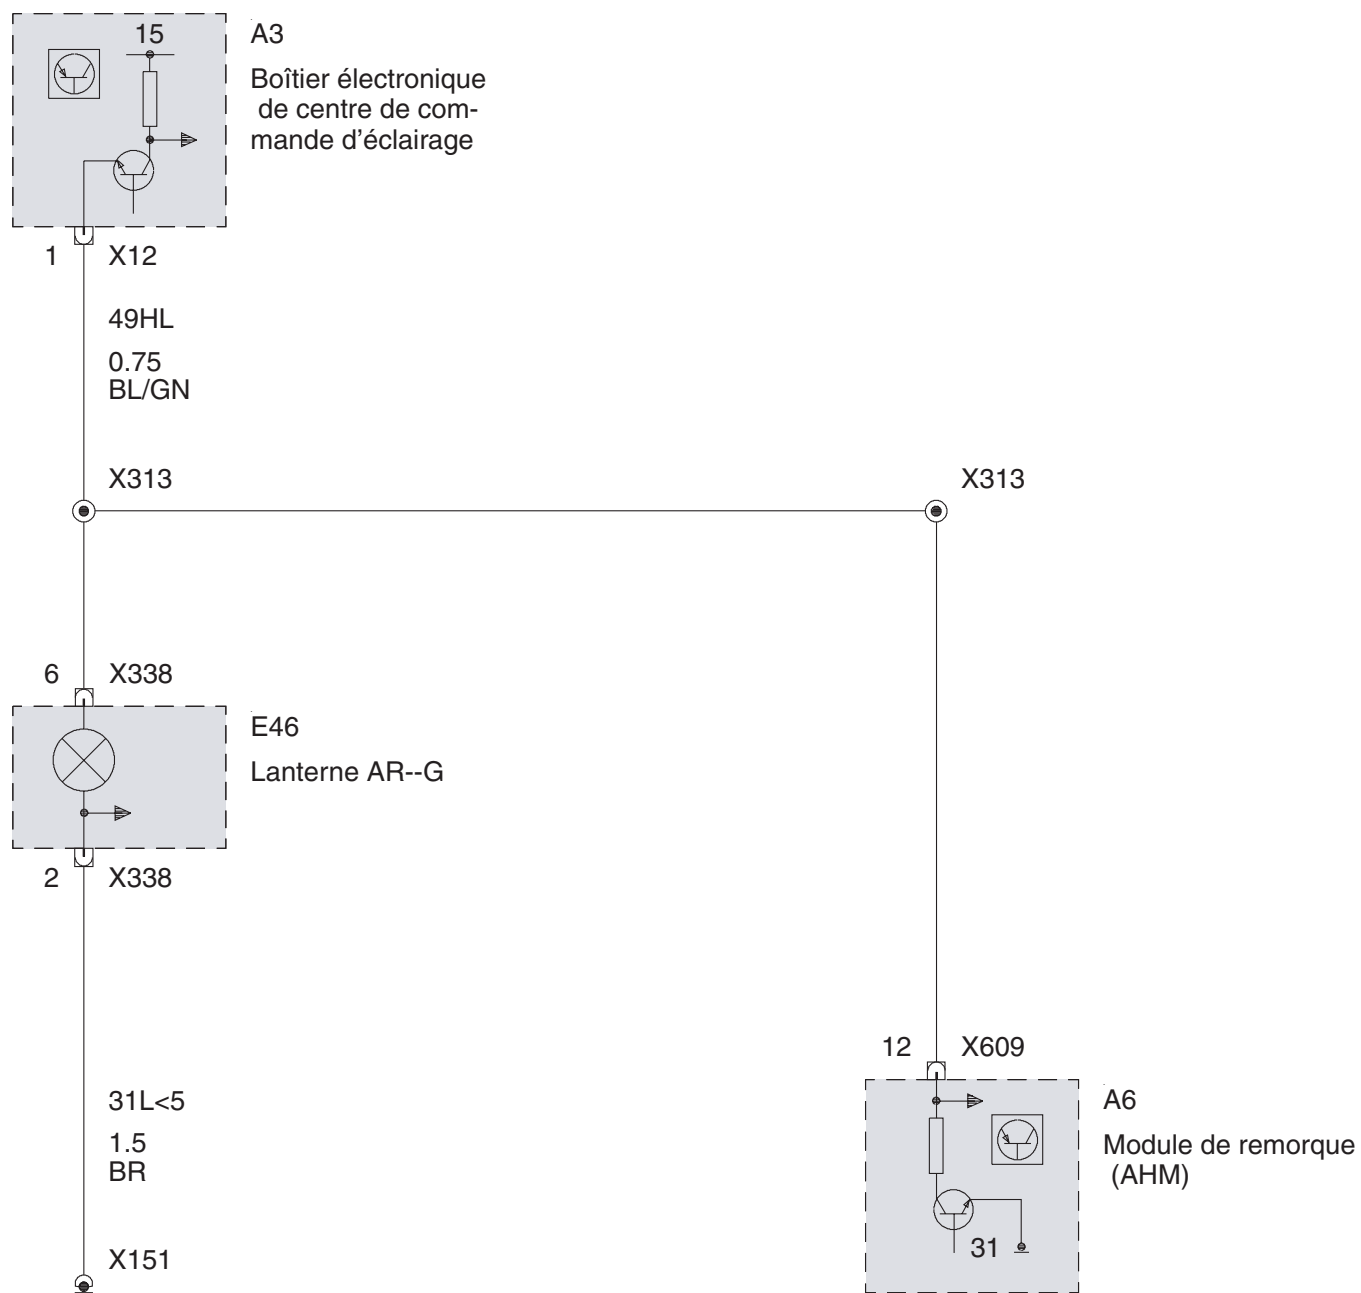 15
A3
Boîtier électronique
de centre de com-
mande d'éclairage
1 X12
49HL
0.75
BL/GN
X313
X313
6 X338
E46
Lanterne AR--G
2 X338
12 X609
31L<5
1.5
BR
A6
Module de remorque
(AHM)
31
X151